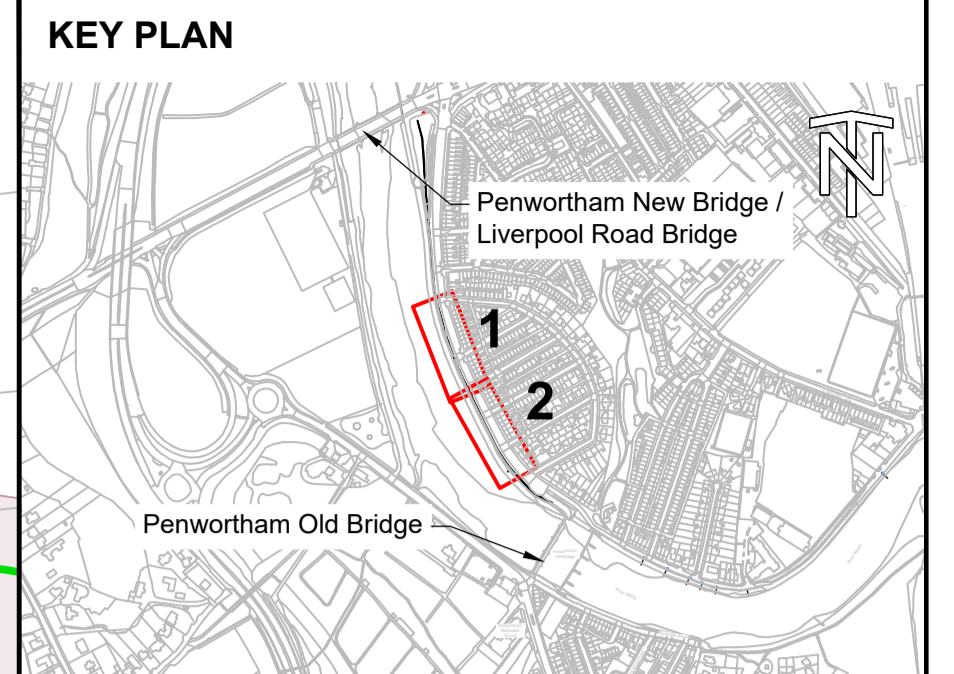 KEY PLAN
N
Penwortham New Bridge /
Liverpool Road Bridge
1
2
Penwortham Old Bridge